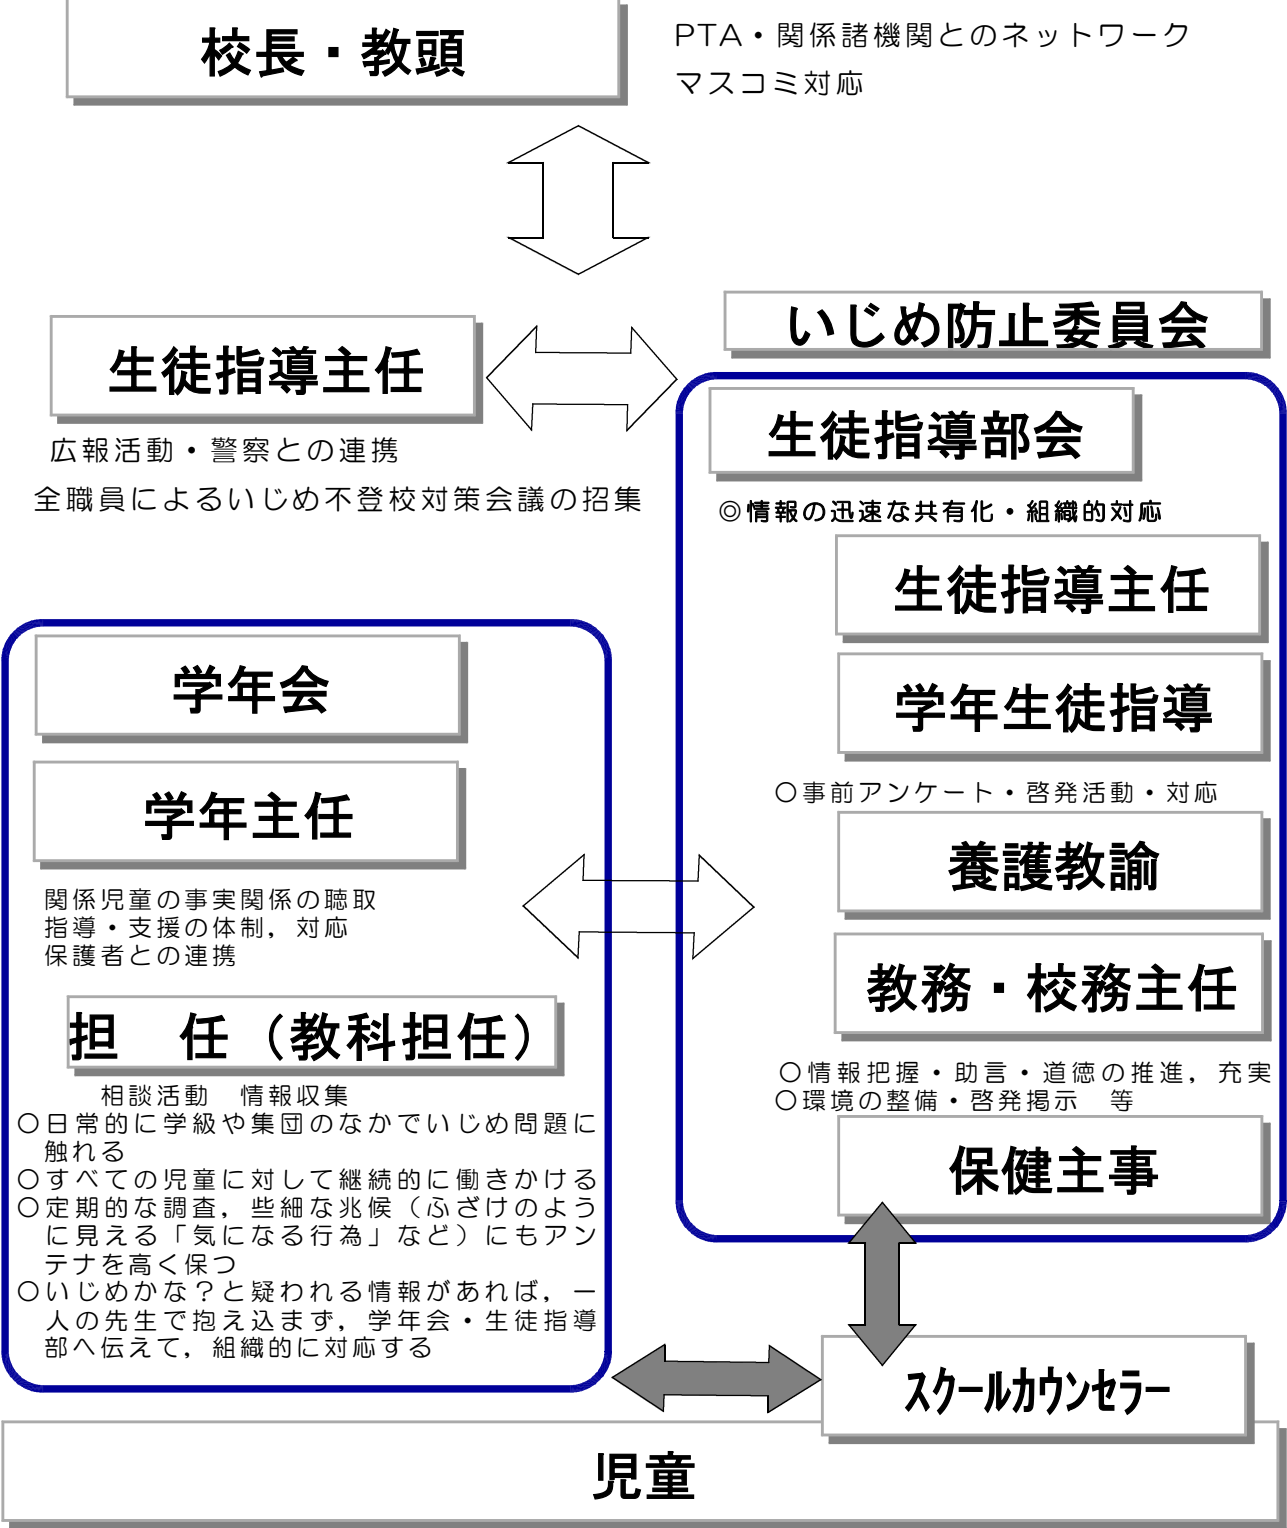 校長・教頭
PTA・関係諸機関とのネットワーク
マスコミ対応
生徒指導主任
広報活動・警察との連携
全職員によるいじめ不登校対策会議の招集
いじめ防止委員会
生徒指導部会
◎情報の迅速な共有化・組織的対応
生徒指導主任
学年生徒指導
○事前アンケート・啓発活動・対応
養護教諭
教務・校務主任
○情報把握・助言・道徳の推進，充実
○環境の整備・啓発掲示　等
保健主事
学年会
学年主任
関係児童の事実関係の聴取
指導・支援の体制，対応
保護者との連携
担　任（教科担任）
相談活動　情報収集
○日常的に学級や集団のなかでいじめ問題に
触れる
○すべての児童に対して継続的に働きかける
○定期的な調査，些細な兆候（ふざけのよう
に見える「気になる行為」など）にもアン
テナを高く保つ
○いじめかな？と疑われる情報があれば，一
人の先生で抱え込まず，学年会・生徒指導
部へ伝えて，組織的に対応する
スクールカウンセラー
児童